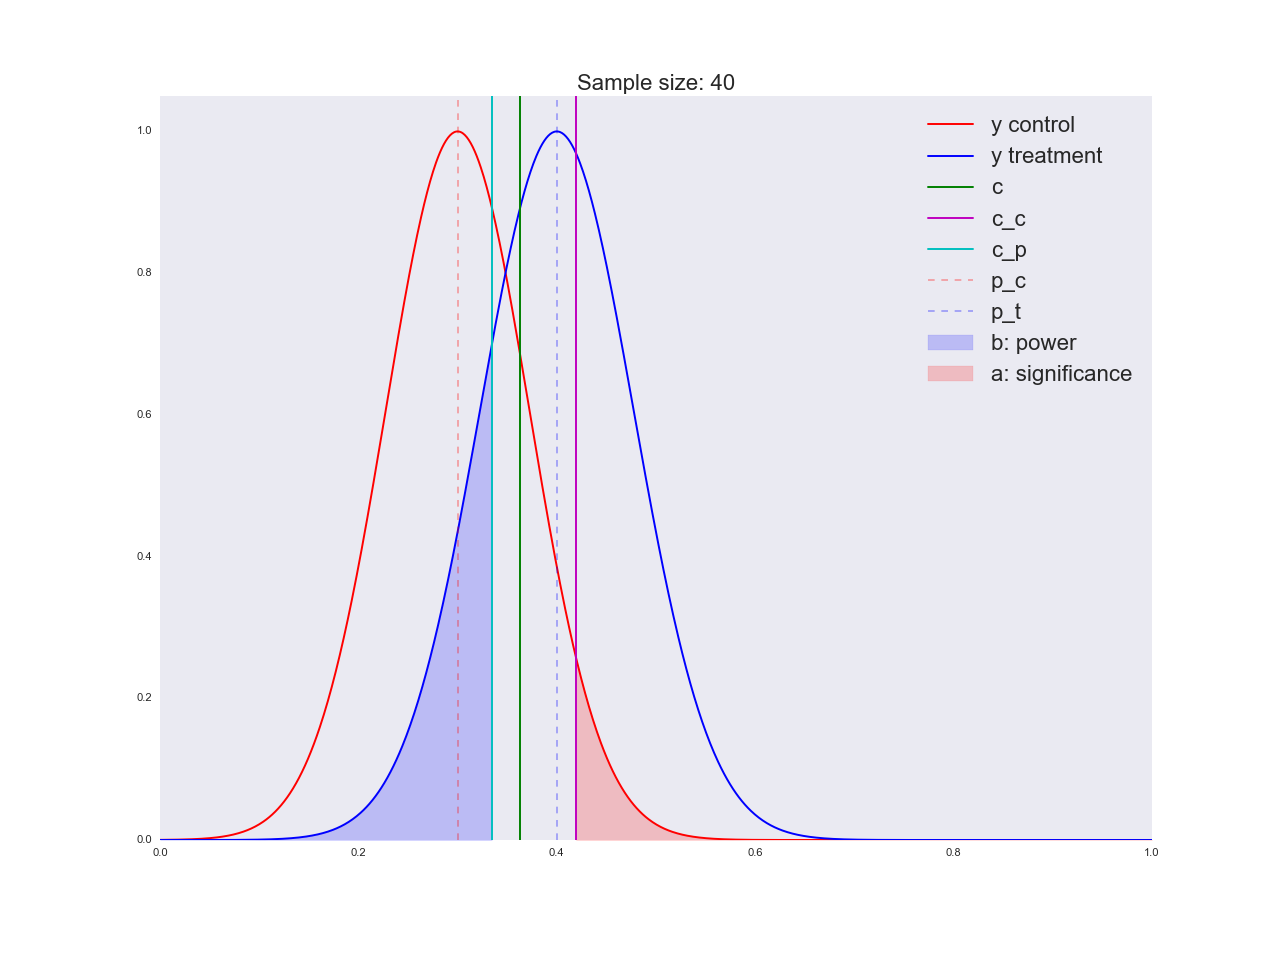 Sample size: 40
1.0
0.8
0.6
0.4
0.2
0.0
0.0 0.2 0.4 0.6 0.8 1.0
y control
y treatment
c
c_c
c_p
p_c
p_t
b: power
a: significance